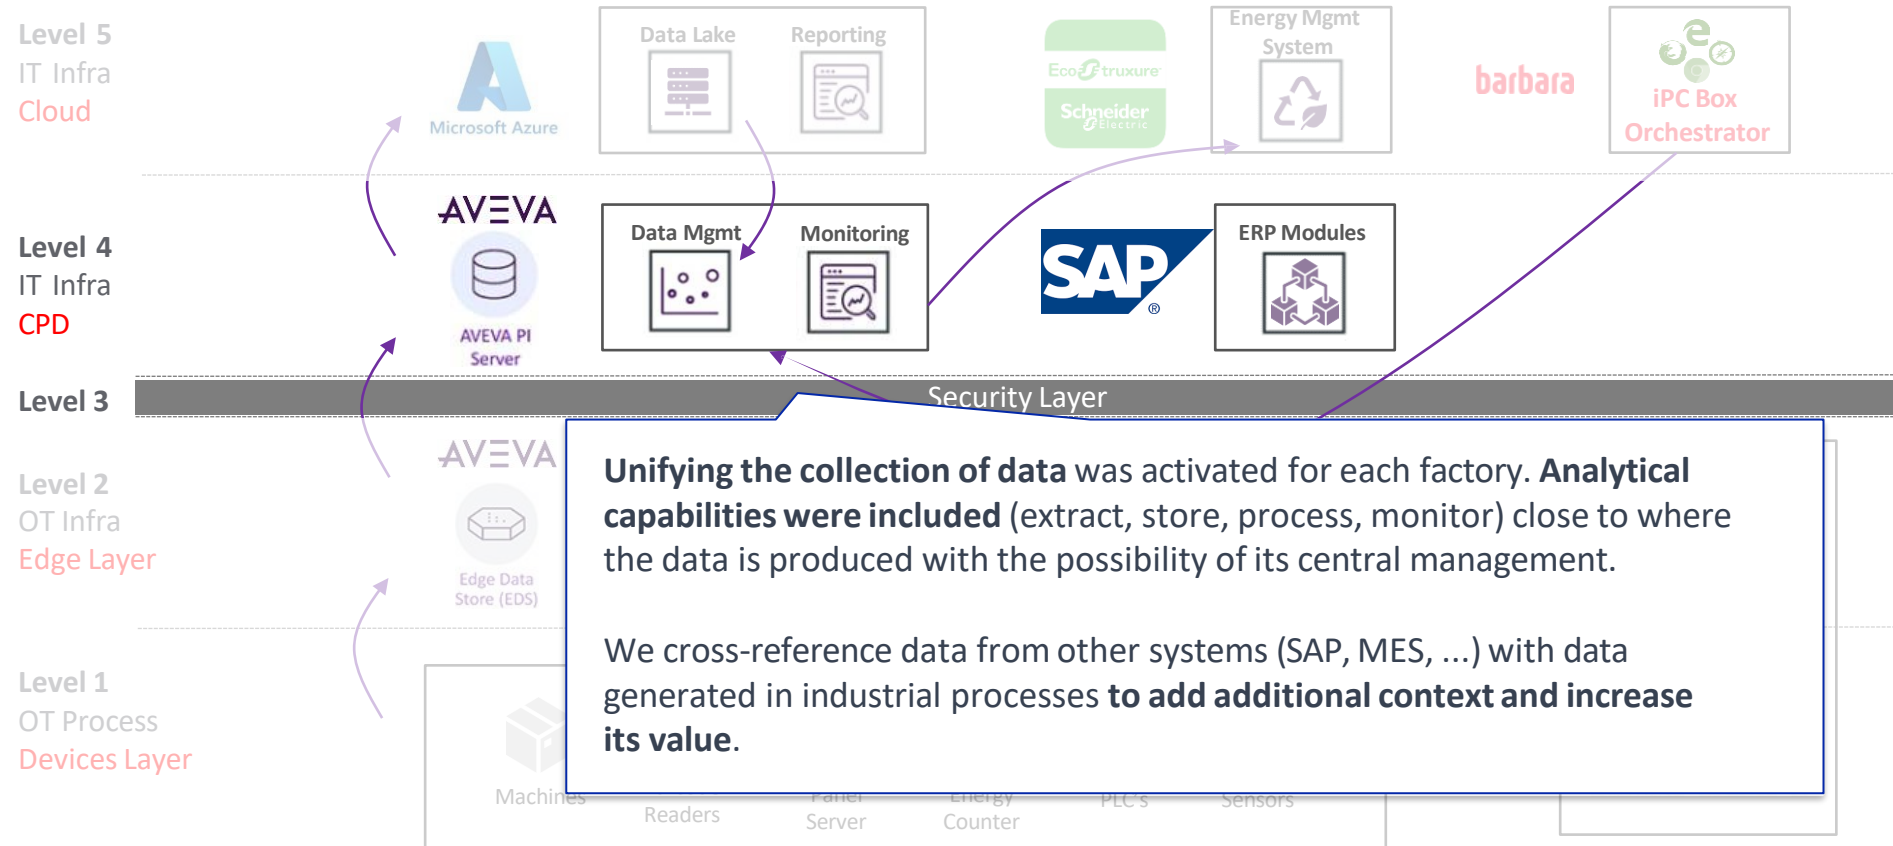 Level 5
IT Infra
Cloud
Microsoft Azure
Data Lake
Reporting
EcoStruxure
Schneider
Electric
Energy Mgmt
System
barbara
iPC Box
Orchestrator
Level 4
IT Infra
CPD
AVEVA
AVEVA PI
Server
Data Mgmt
Monitoring
SAP
®
ERP Modules
Level 3
Security Layer
Level 2
OT Infra
Edge Layer
AVEVA
Edge Data
Store (EDS)
Unifying the collection of data was activated for each factory. Analytical
capabilities were included (extract, store, process, monitor) close to where
the data is produced with the possibility of its central management.
We cross-reference data from other systems (SAP, MES, ...) with data
generated in industrial processes to add additional context and increase
its value.
Level 1
OT Process
Devices Layer
Machines
Readers
Panel
Server
Energy
Counter
PLC's
Sensors